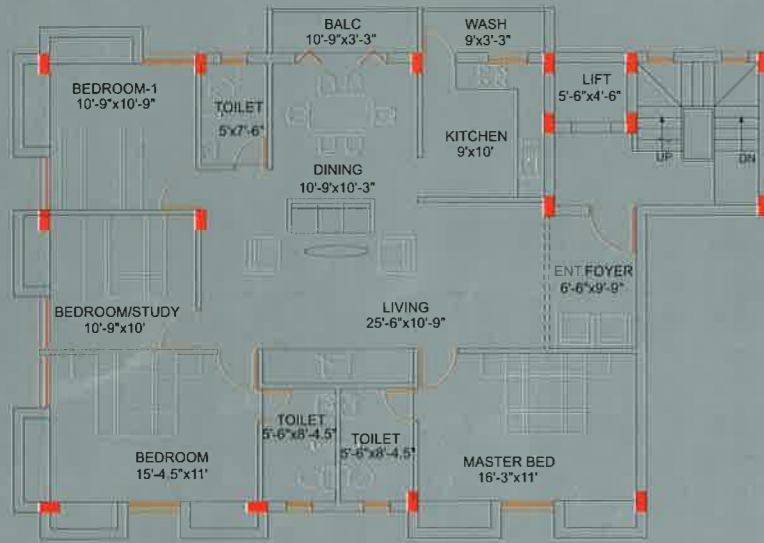 BALC
10'-9"x3'-3"
WASH
9'x3'-3"
BEDROOM-1
10'-9"x10'-9"
TOILET
5'x7'-6"
LIFT
5'-6"x4'-6"
KITCHEN
9'x10'
UP
DN
DINING
10'-9'x10'-3"
ENT.FOYER
6'-6"x9'-9"
BEDROOM/STUDY
10'-9"x10'
LIVING
25'-6"x10'-9"
TOILET
5'-6"x8'-4.5"
TOILET
5'-6"x8'-4.5"
BEDROOM
15'-4.5"x11'
MASTER BED
16'-3"x11'